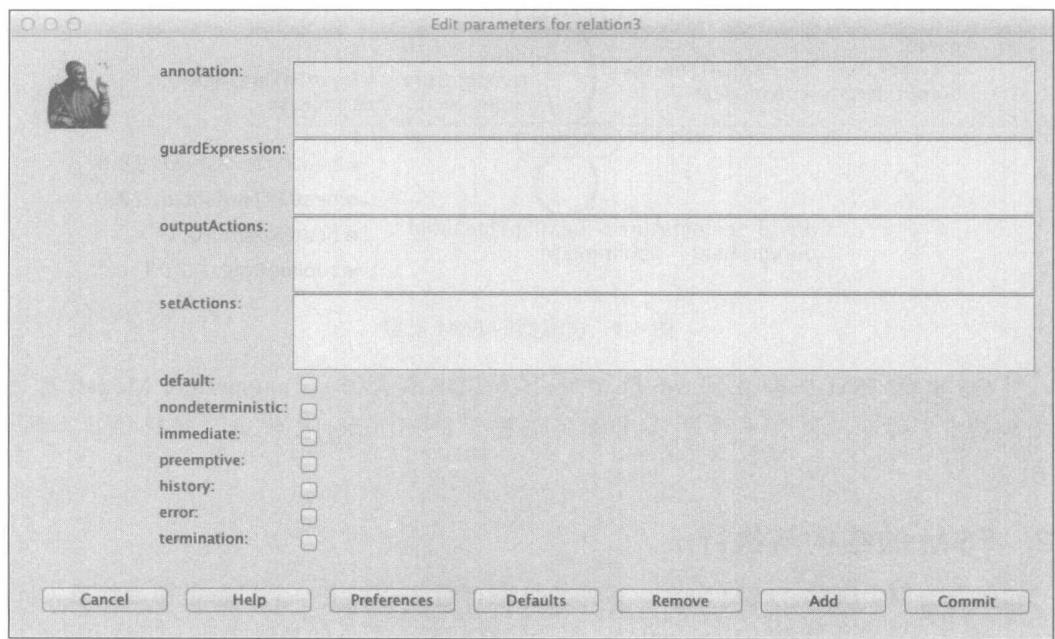 Edit parameters for relation3
annotation:
guardExpression:
outputActions:
setActions:
default:
nondeterministic:
immediate:
preemptive:
history:
error:
termination:
Cancel Help Preferences Defaults Remove Add Commit